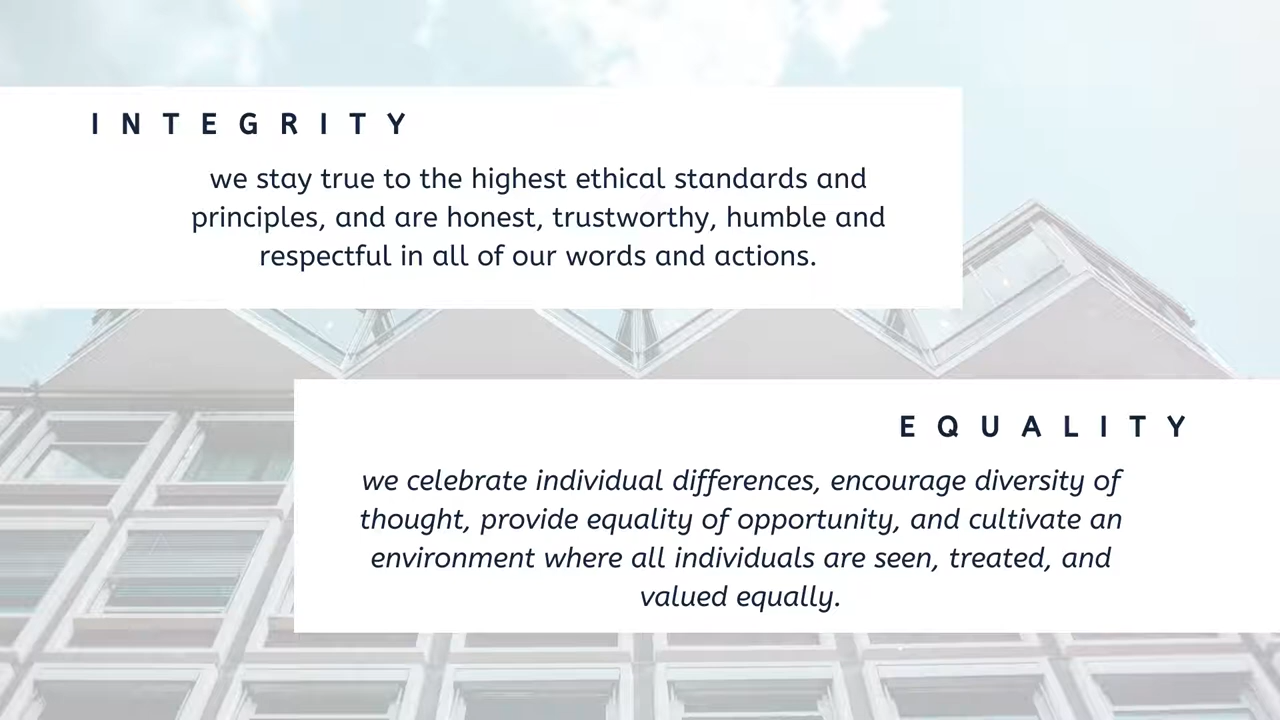 INTEGRITY
we stay true to the highest ethical standards and
principles, and are honest, trustworthy, humble and
respectful in all of our words and actions.
EQUALITY
we celebrate individual differences, encourage diversity of
thought, provide equality of opportunity, and cultivate an
environment where all individuals are seen, treated, and
valued equally.